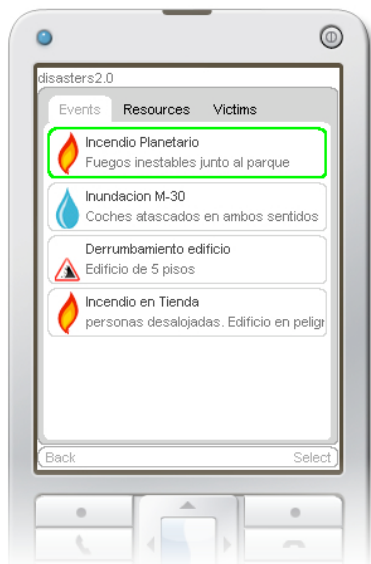 disasters2.0
Events Resources Victims
Incendio Planetario
Fuegos inestables junto al parque
Inundacion M-30
Coches atascados en ambos sentidos
Derrumbamiento edificio
Edificio de 5 pisos
Incendio en Tienda
personas desalojadas. Edificio en peligr
Back Select